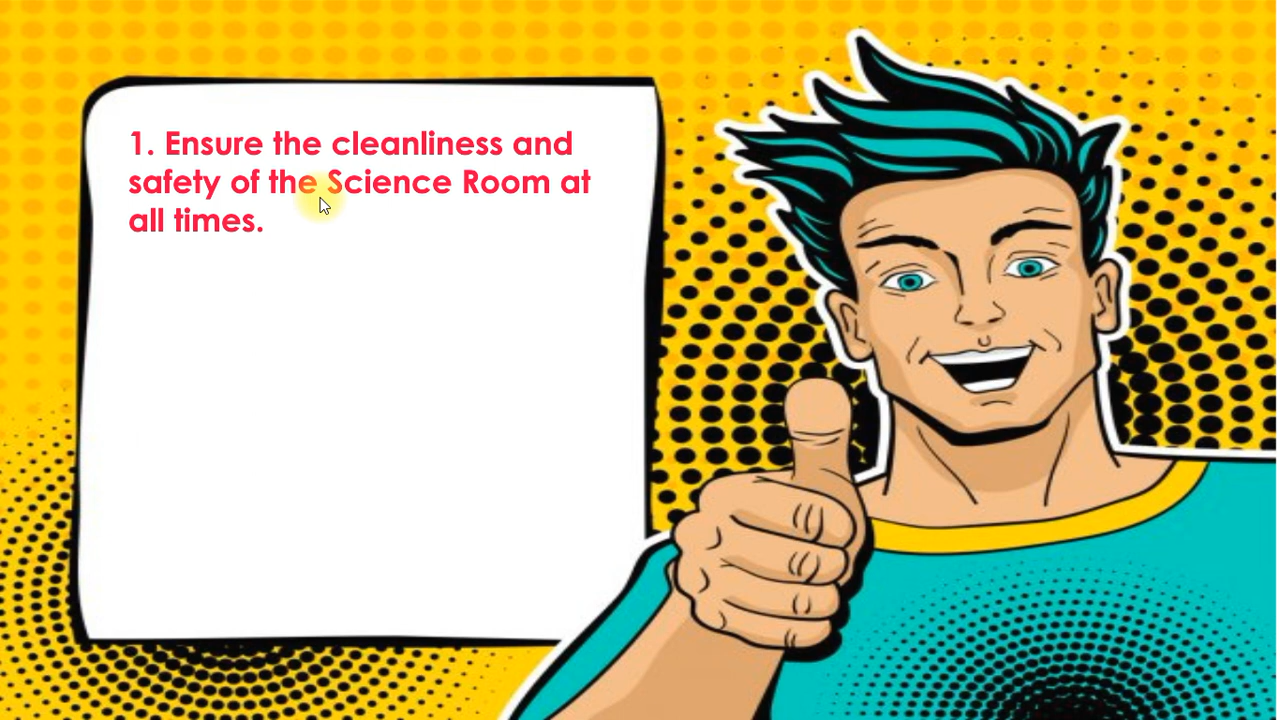 1. Ensure the cleanliness and
safety of the Science Room at
all times.